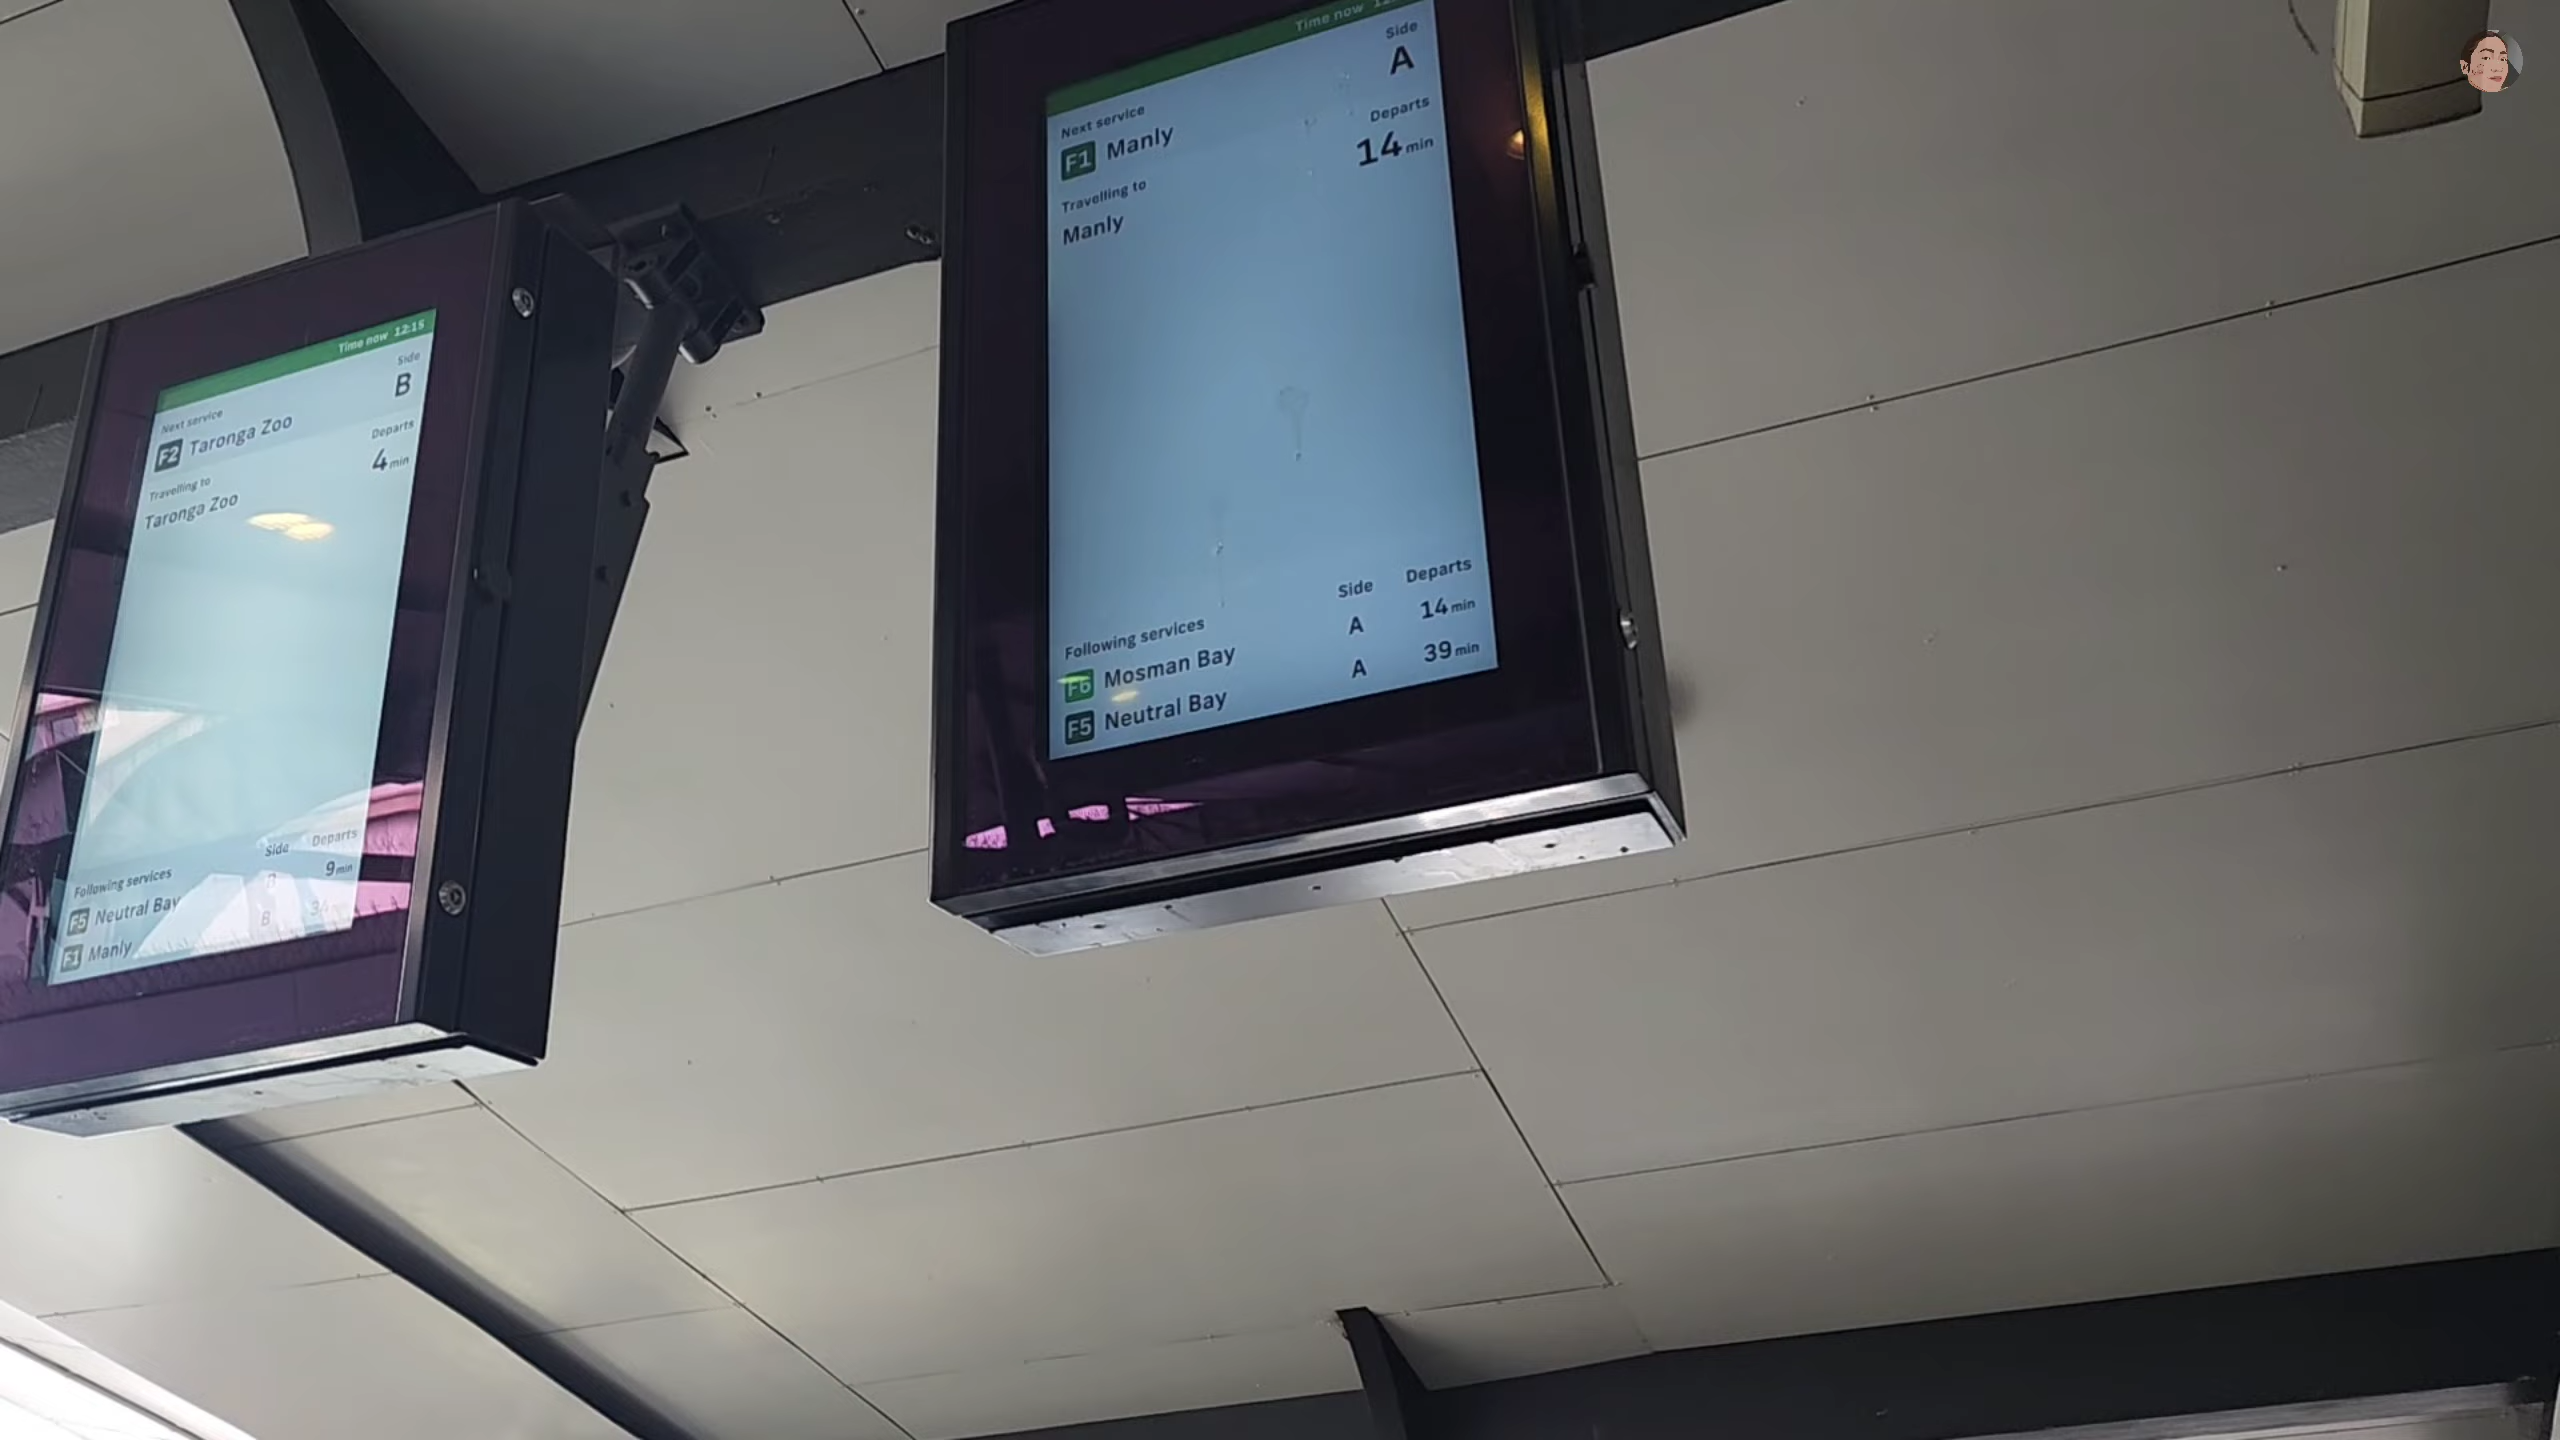 Time now 12:15
Side
B
Next service
F2 Taronga Zoo
Departs
4 min
Travelling to
Taronga Zoo
Side Departs
Following services
F5 Neutral Bay B 9 min
F1 Manly B
Time now
Side
A
Next service
F1 Manly
Departs
14 min
Travelling to
Manly
Side Departs
Following services
F6 Mosman Bay A 14 min
F5 Neutral Bay A 39 min